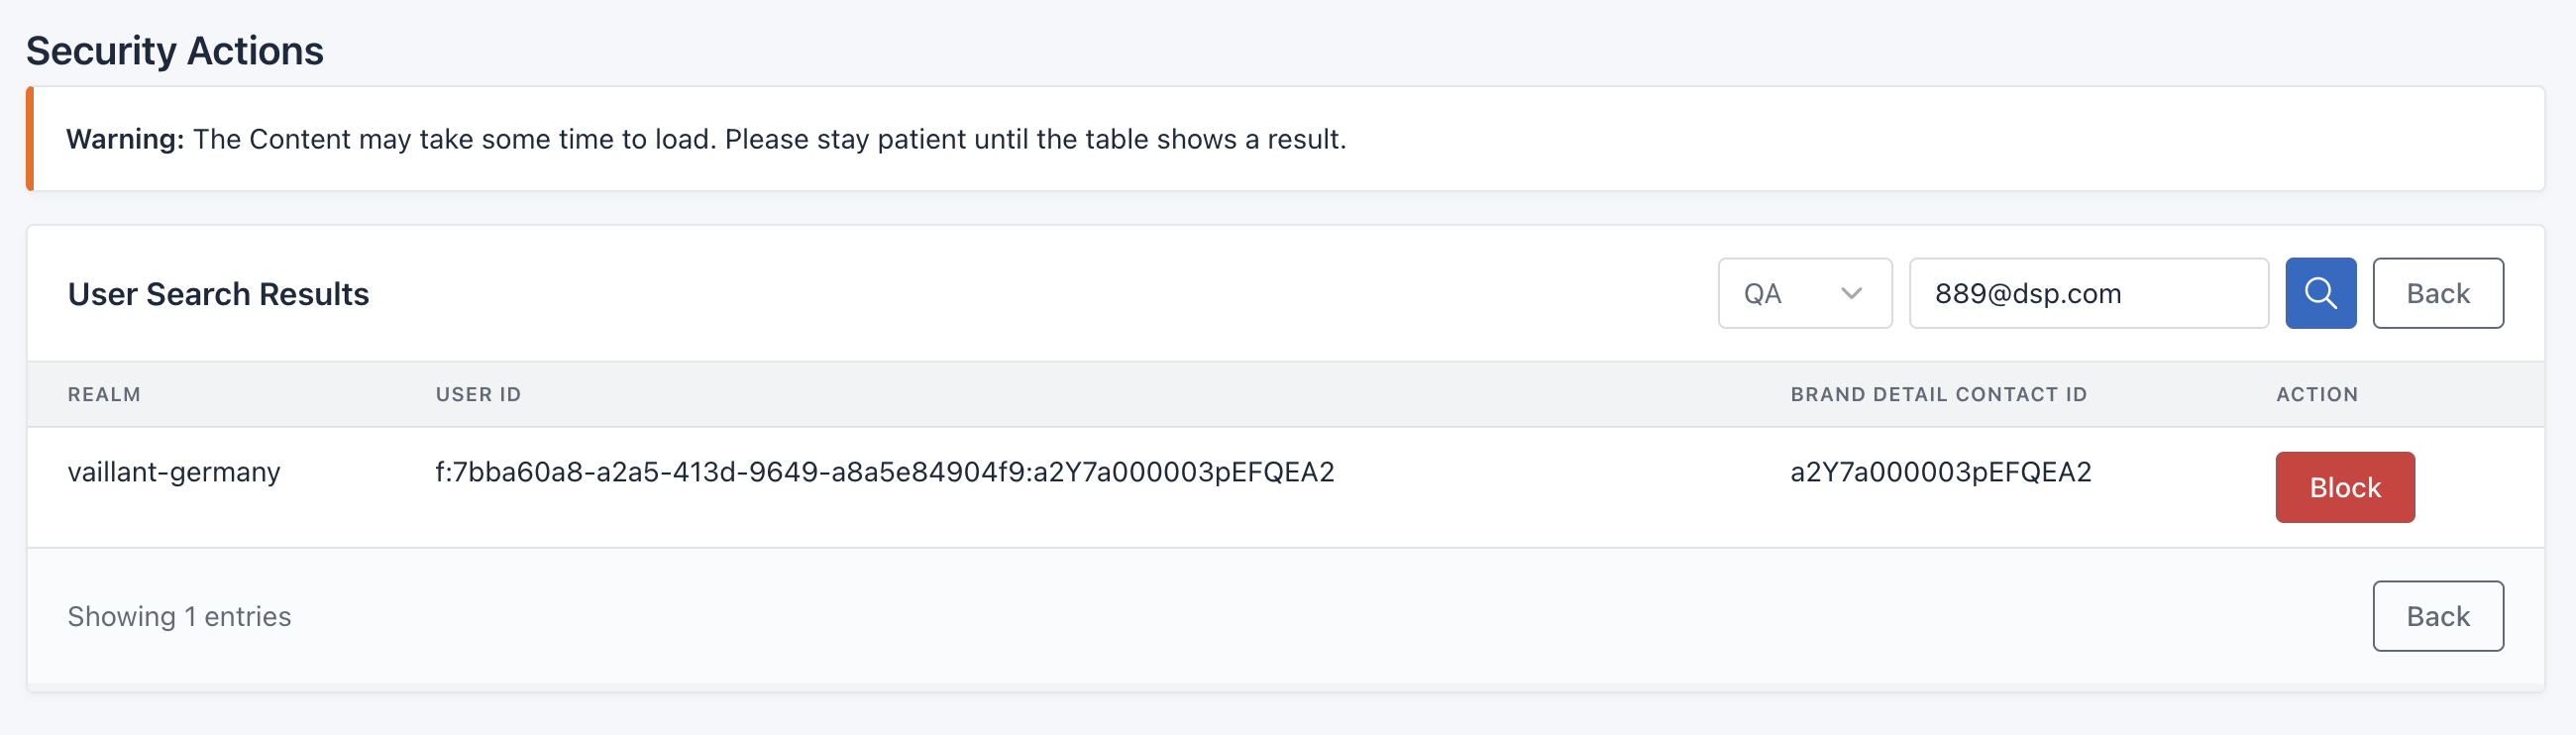 Security Actions
Warning: The Content may take some time to load. Please stay patient until the table shows a result.
User Search Results
QA
889@dsp.com
Back
REALM USER ID BRAND DETAIL CONTACT ID ACTION
vaillant-germany f:7bba60a8-a2a5-413d-9649-a8a5e84904f9:a2Y7a000003pEFQEA2 a2Y7a000003pEFQEA2 Block
Showing 1 entries
Back